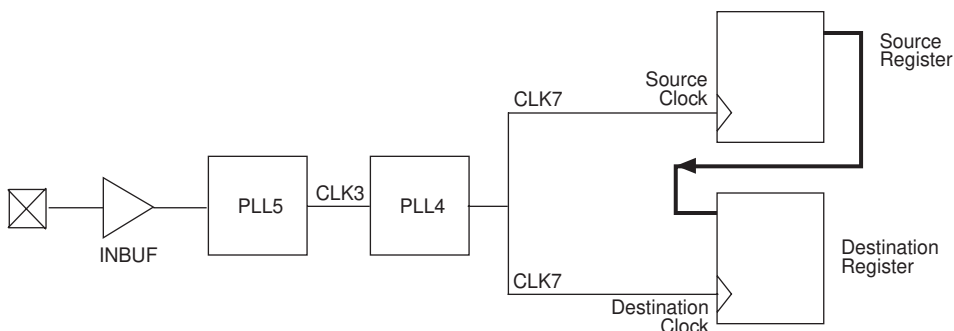 Source
Register
Source
Clock
CLK7
PLL5
CLK3
PLL4
INBUF
Destination
Register
CLK7
Destination
Clock